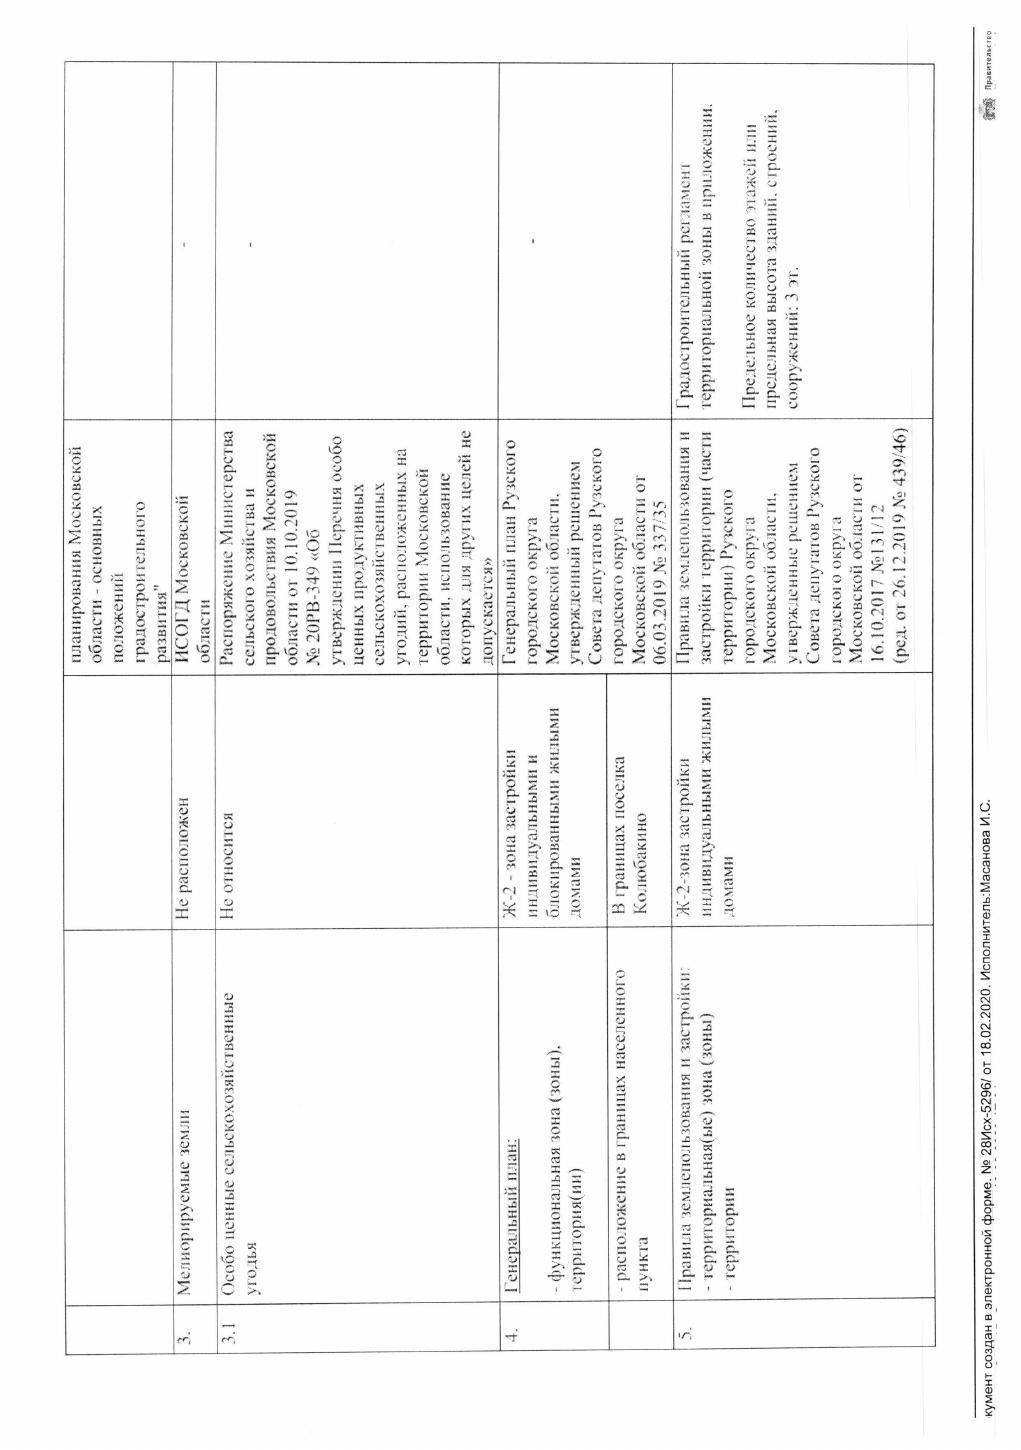 планирования Московской
области - основных
положений
градостроительного
развития"
3.
Мелиорируемые земли
Не расположен
ИСОГД Московской
области
-
3.1
Особо ценные сельскохозяйственные
угодья
Не относится
Распоряжение Министерства
сельского хозяйства и
продовольствия Московской
области от 10.10.2019
№ 20РВ-349 «Об
утверждении Перечня особо
ценных продуктивных
сельскохозяйственных
угодий, расположенных на
территории Московской
области, использование
которых для других целей не
допускается»
-
4.
Генеральный план:
- функциональная зона (зоны),
территория(ии)
Ж-2 - зона застройки
индивидуальными и
блокированными жилыми
домами
Генеральный план Рузского
городского округа
Московской области,
утвержденный решением
Совета депутатов Рузского
городского округа
Московской области от
06.03.2019 № 337/35
-
- расположение в границах населенного
пункта
В границах поселка
Колюбакино
5.
Правила землепользования и застройки:
- территориальная(ые) зона (зоны)
- территории
Ж-2-зона застройки
индивидуальными жилыми
домами
Правила землепользования и
застройки территории (части
территории) Рузского
городского округа
Московской области,
утвержденные решением
Совета депутатов Рузского
городского округа
Московской области от
16.10.2017 №131/12
(ред. от 26.12.2019 № 439/46)
Градостроительный регламент
территориальной зоны в приложении.
Предельное количество этажей или
предельная высота зданий, строений,
сооружений: 3 эт.
кумент создан в электронной форме. № 28Исх-5296/ от 18.02.2020. Исполнитель:Масанова И.С.
Правительство